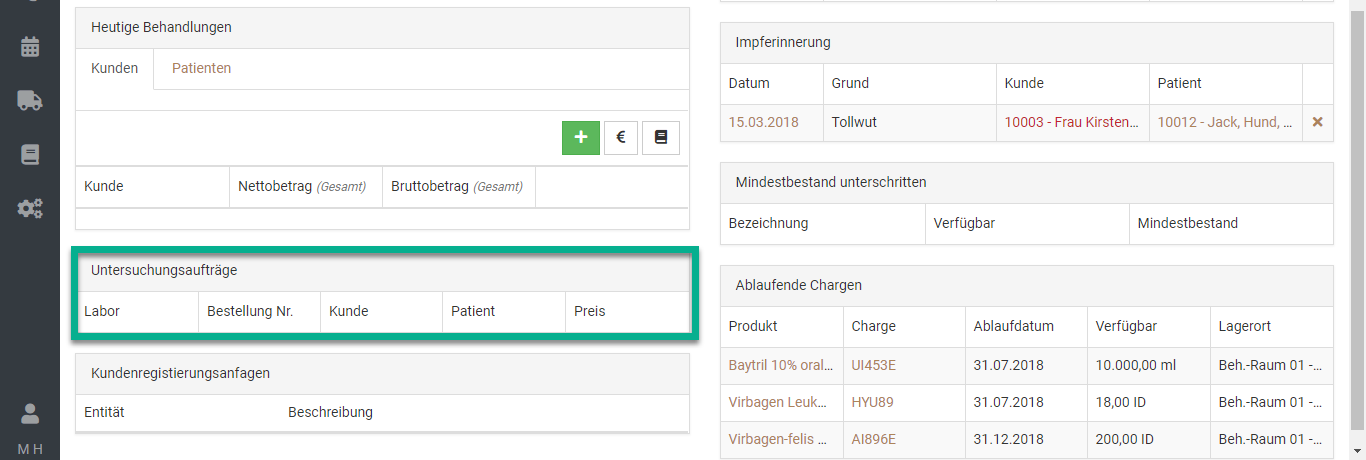 Heutige Behandlungen
Kunden Patienten
€
Kunde Nettobetrag (Gesamt) Bruttobetrag (Gesamt)
Untersuchungsaufträge
Labor Bestellung Nr. Kunde Patient Preis
Kundenregistierungsanfagen
Entität Beschreibung
M H
Impferinnerung
Datum Grund Kunde Patient
15.03.2018 Tollwut 10003 - Frau Kirsten... 10012 - Jack, Hund, ...
Mindestbestand unterschritten
Bezeichnung Verfügbar Mindestbestand
Ablaufende Chargen
Produkt Charge Ablaufdatum Verfügbar Lagerort
Baytril 10% oral... UI453E 31.07.2018 10.000,00 ml Beh.-Raum 01 -...
Virbagen Leuk... HYU89 31.07.2018 18,00 ID Beh.-Raum 01 -...
Virbagen-felis ... AI896E 31.12.2018 200,00 ID Beh.-Raum 01 -...